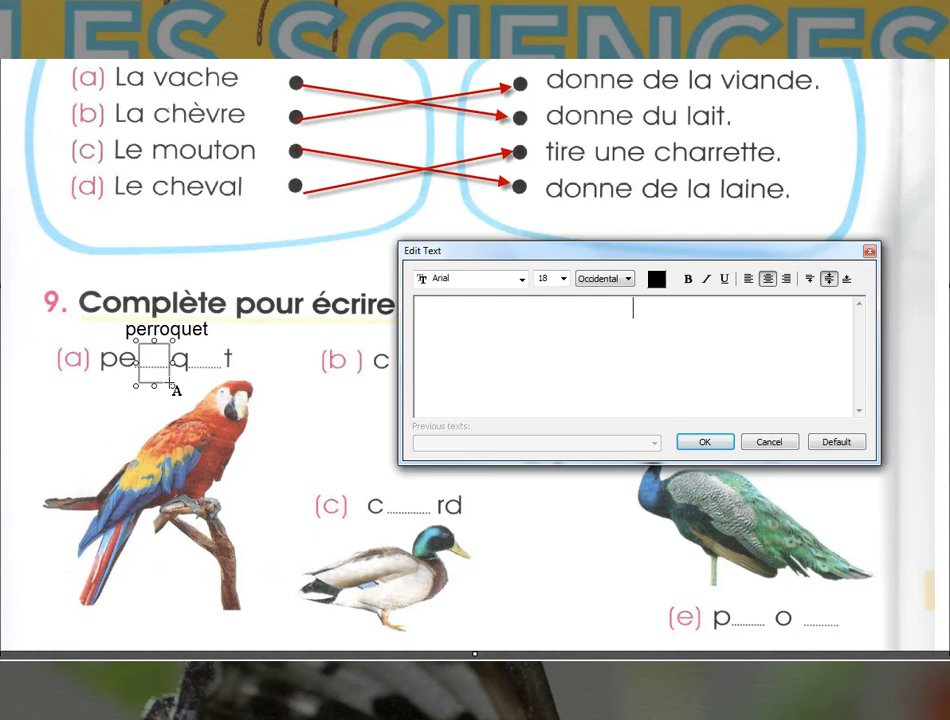 LES SCIENCES
(a) La vache donne de la viande.
(b) La chèvre donne du lait.
(c) Le mouton tire une charrette.
(d) Le cheval donne de la laine.
Edit Text
Arial 18 Occidental B I U
9. Complète pour écrire
perroquet
(a) pe........q........t (b ) c
A
Previous texts:
OK Cancel Default
(c) c............ rd
(e) p......... o ..........